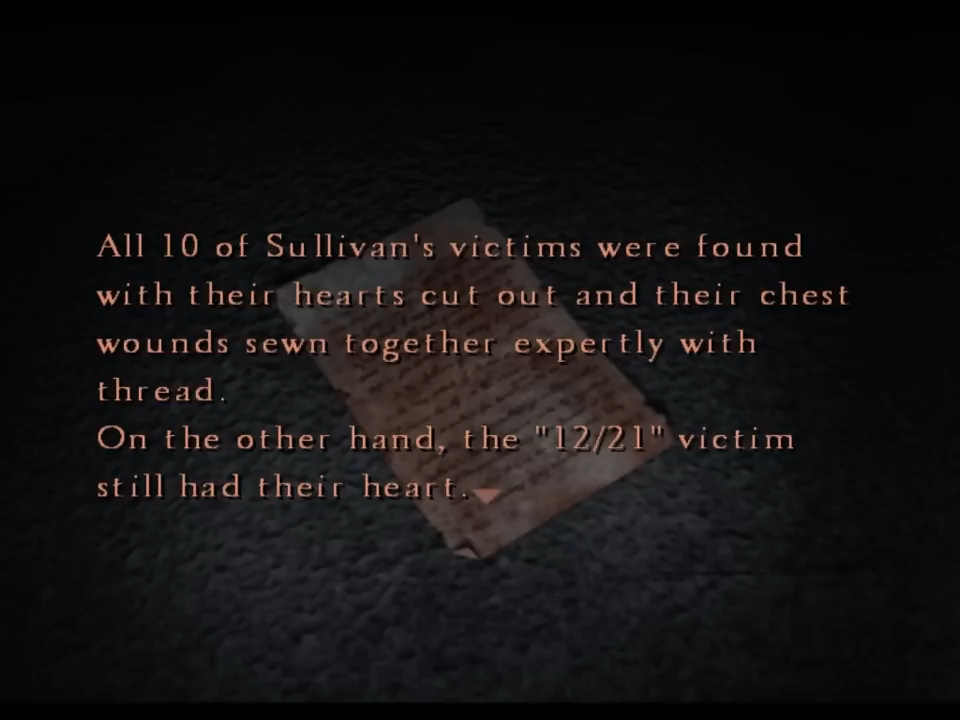 All 10 of Sullivan's victims were found
with their hearts cut out and their chest
wounds sewn together expertly with
thread.
On the other hand, the "12/21" victim
still had their heart.